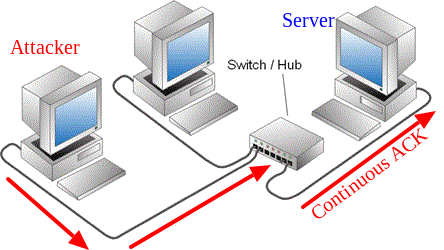 Server
Attacker
Switch / Hub
Continuous ACK